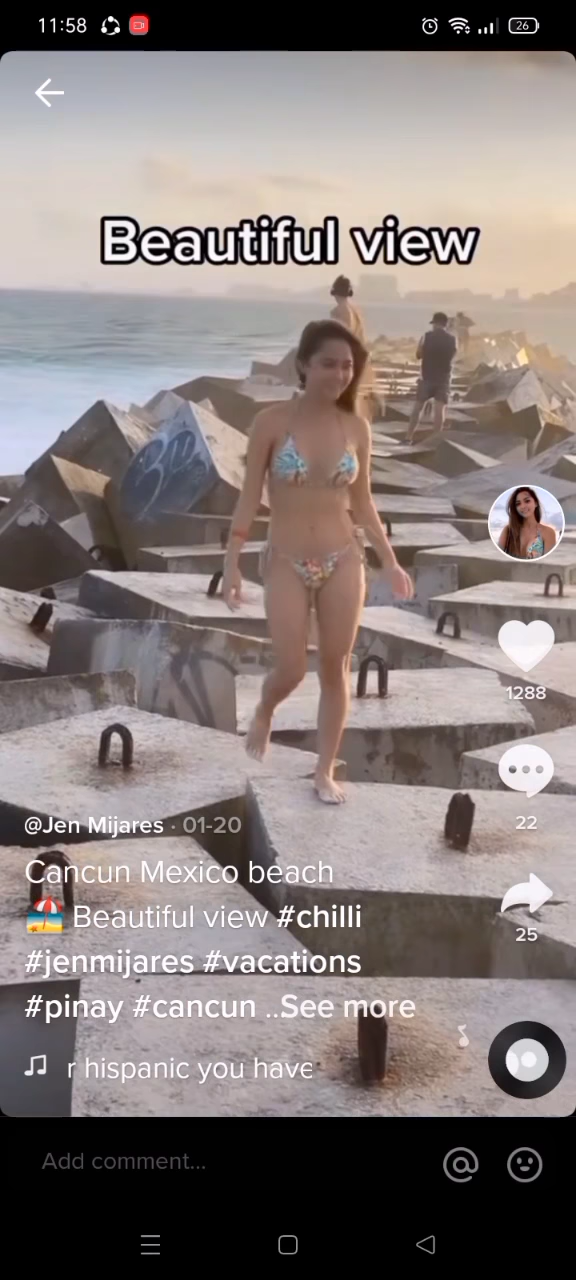 11:58
26
Beautiful view
1288
22
@Jen Mijares · 01-20
Cancun Mexico beach
🏖️ Beautiful view #chilli
25
#jenmijares #vacations
#pinay #cancun ..See more
r hispanic you have
Add comment...